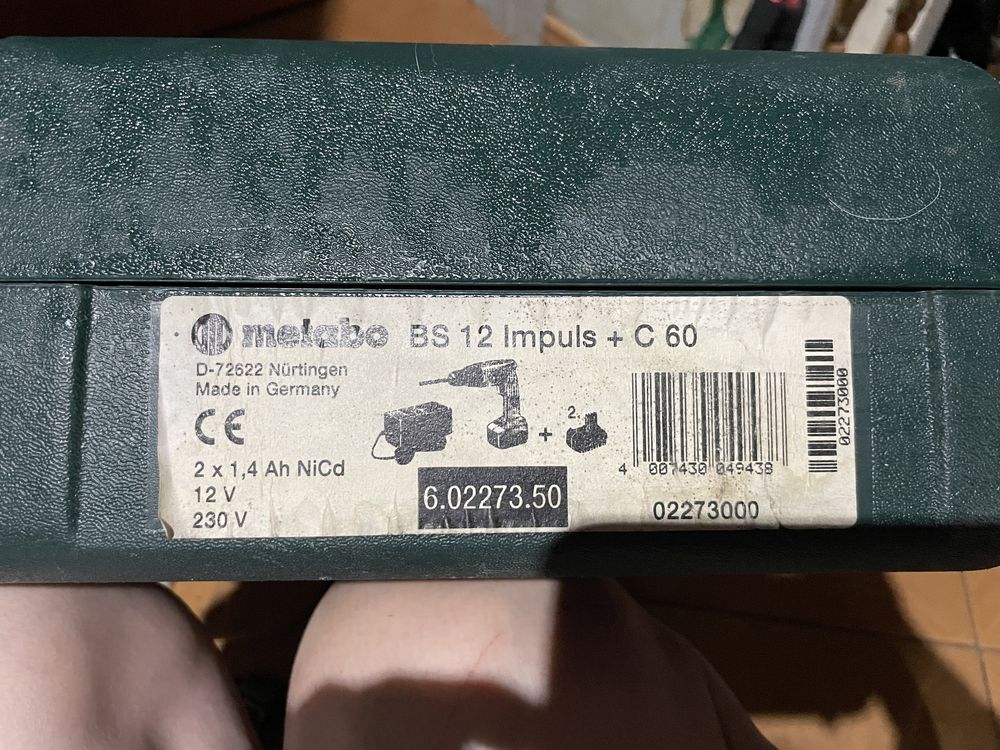 metabo BS 12 Impuls + C 60
D-72622 Nürtingen
Made in Germany
CE
2 x 1,4 Ah NiCd
12 V
230 V
+
2.
6.02273.50
4 007430 049438
02273000
02273000